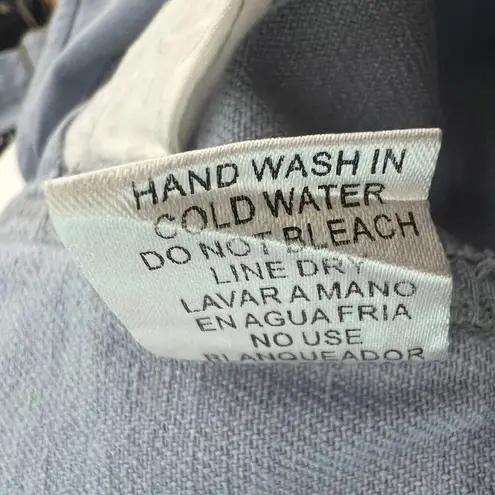 HAND WASH IN
COLD WATER
DO NOT BLEACH
LINE DRY
LAVAR A MANO
EN AGUA FRIA
NO USE
BLANQUEADOR